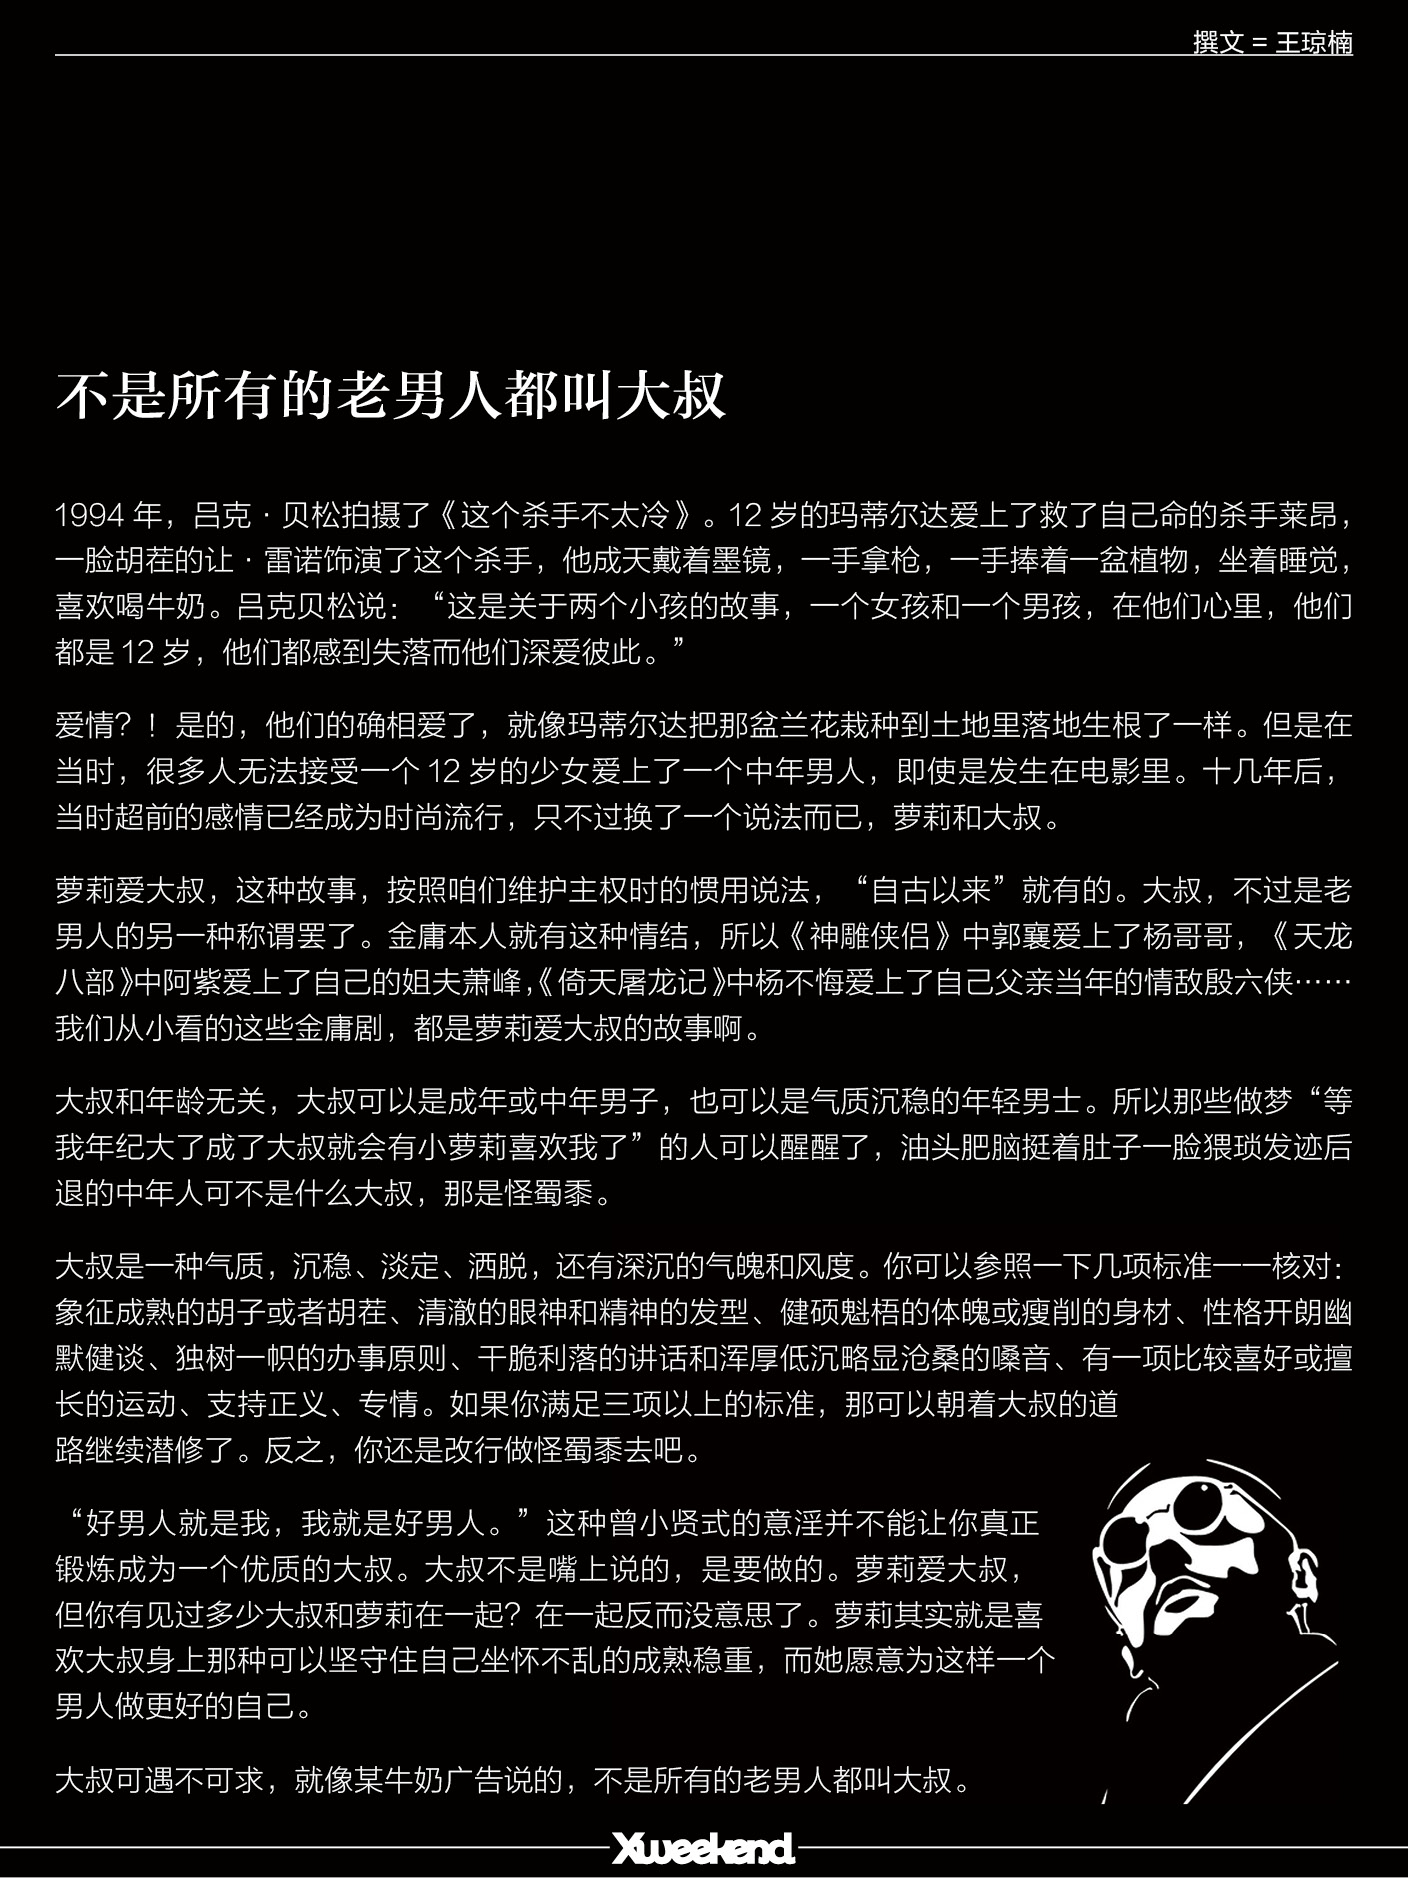 撰文 = 王琼楠
不是所有的老男人都叫大叔
1994 年，吕克 · 贝松拍摄了《这个杀手不太冷》。12 岁的玛蒂尔达爱上了救了自己命的杀手莱昂，
一脸胡茬的让 · 雷诺饰演了这个杀手，他成天戴着墨镜，一手拿枪，一手捧着一盆植物，坐着睡觉，
喜欢喝牛奶。吕克贝松说：“这是关于两个小孩的故事，一个女孩和一个男孩，在他们心里，他们
都是 12 岁，他们都感到失落而他们深爱彼此。”
爱情？！是的，他们的确相爱了，就像玛蒂尔达把那盆兰花栽种到土地里落地生根了一样。但是在
当时，很多人无法接受一个 12 岁的少女爱上了一个中年男人，即使是发生在电影里。十几年后，
当时超前的感情已经成为时尚流行，只不过换了一个说法而已，萝莉和大叔。
萝莉爱大叔，这种故事，按照咱们维护主权时的惯用说法，“自古以来”就有的。大叔，不过是老
男人的另一种称谓罢了。金庸本人就有这种情结，所以《神雕侠侣》中郭襄爱上了杨哥哥，《天龙
八部》中阿紫爱上了自己的姐夫萧峰，《倚天屠龙记》中杨不悔爱上了自己父亲当年的情敌殷六侠……
我们从小看的这些金庸剧，都是萝莉爱大叔的故事啊。
大叔和年龄无关，大叔可以是成年或中年男子，也可以是气质沉稳的年轻男士。所以那些做梦“等
我年纪大了成了大叔就会有小萝莉喜欢我了”的人可以醒醒了，油头肥脑挺着肚子一脸猥琐发迹后
退的中年人可不是什么大叔，那是怪蜀黍。
大叔是一种气质，沉稳、淡定、洒脱，还有深沉的气魄和风度。你可以参照一下几项标准一一核对：
象征成熟的胡子或者胡茬、清澈的眼神和精神的发型、健硕魁梧的体魄或瘦削的身材、性格开朗幽
默健谈、独树一帜的办事原则、干脆利落的讲话和浑厚低沉略显沧桑的嗓音、有一项比较喜好或擅
长的运动、支持正义、专情。如果你满足三项以上的标准，那可以朝着大叔的道
路继续潜修了。反之，你还是改行做怪蜀黍去吧。
“好男人就是我，我就是好男人。”这种曾小贤式的意淫并不能让你真正
锻炼成为一个优质的大叔。大叔不是嘴上说的，是要做的。萝莉爱大叔，
但你有见过多少大叔和萝莉在一起？在一起反而没意思了。萝莉其实就是喜
欢大叔身上那种可以坚守住自己坐怀不乱的成熟稳重，而她愿意为这样一个
男人做更好的自己。
大叔可遇不可求，就像某牛奶广告说的，不是所有的老男人都叫大叔。
Xweekend